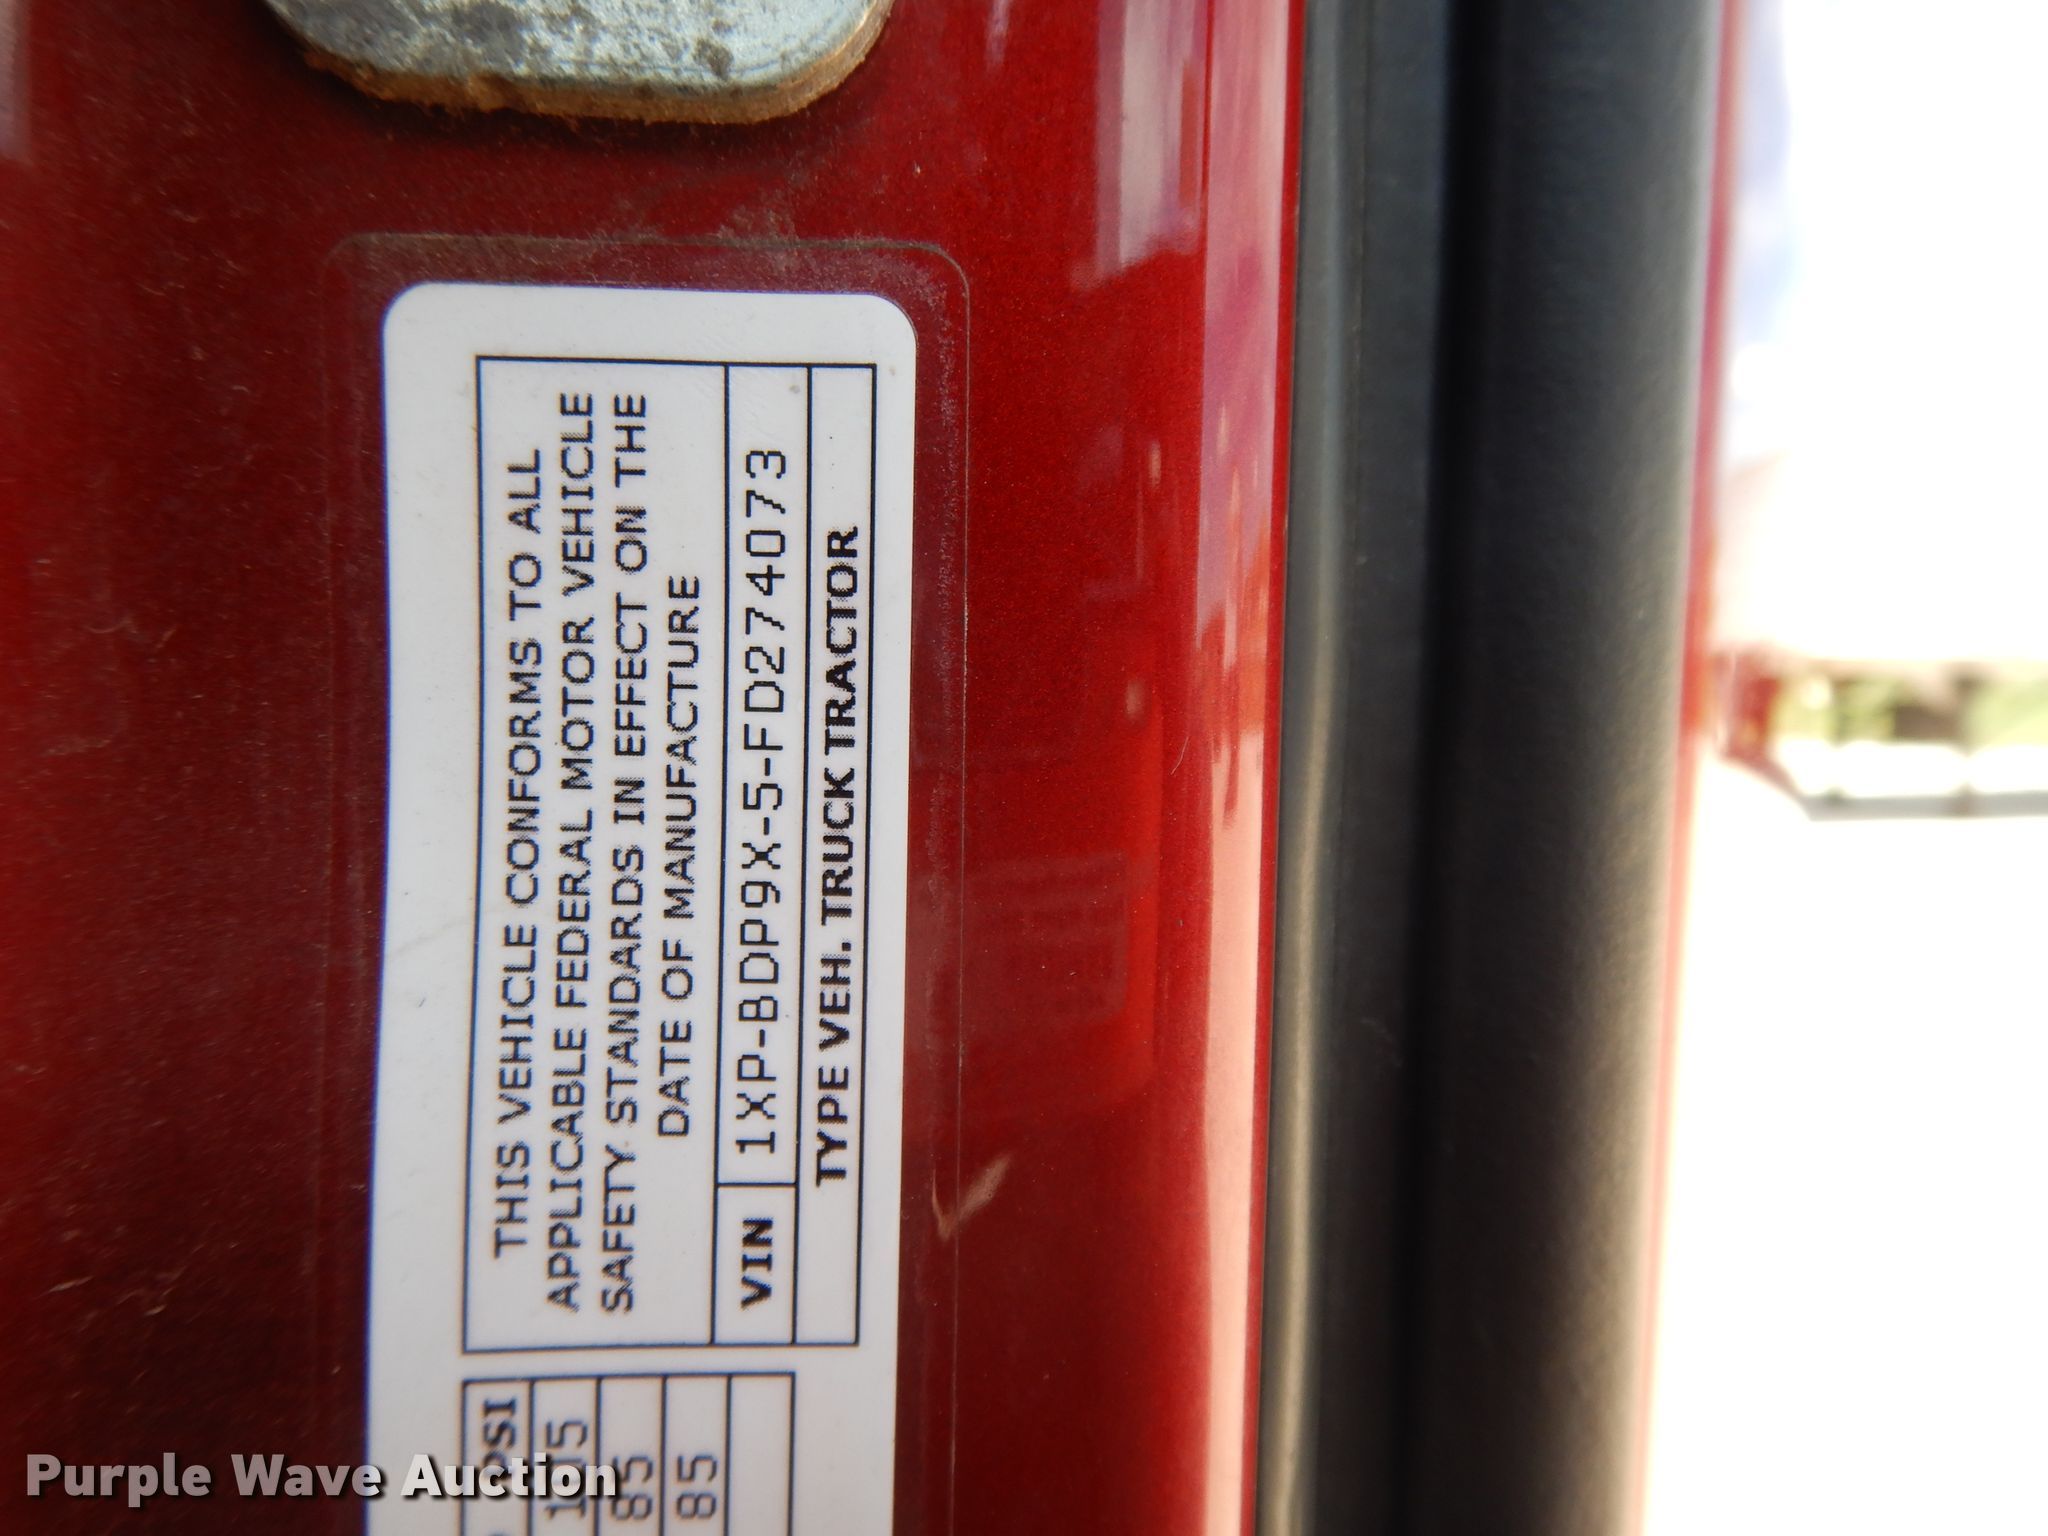 THIS VEHICLE CONFORMS TO ALL
APPLICABLE FEDERAL MOTOR VEHICLE
SAFETY STANDARDS IN EFFECT ON THE
DATE OF MANUFACTURE
VIN 1XP-BDP9X-5-FD274073
TYPE VEH. TRUCK TRACTOR
PSI
105
85
85
Purple Wave Auction